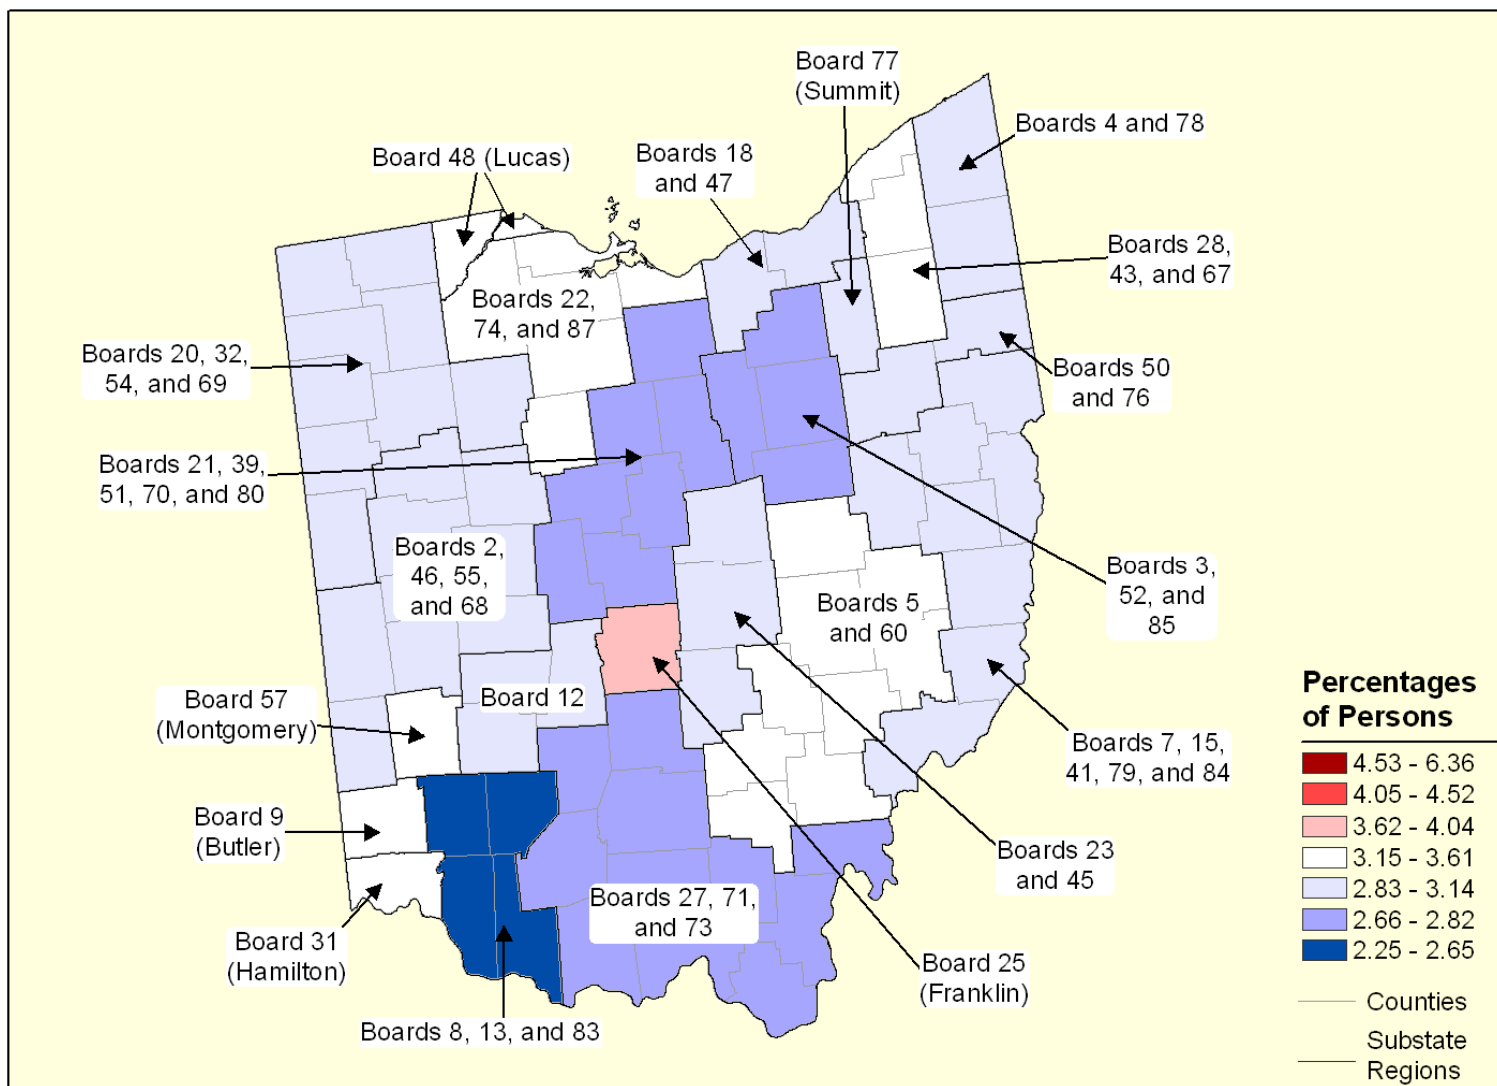 Board 77
(Summit)
Boards 4 and 78
Board 48 (Lucas)
Boards 18
and 47
Boards 28,
43, and 67
Boards 22,
74, and 87
Boards 20, 32,
54, and 69
Boards 50
and 76
Boards 21, 39,
51, 70, and 80
Boards 2,
46, 55,
and 68
Boards 3,
52, and
85
Boards 5
and 60
Board 57
(Montgomery)
Board 12
Boards 7, 15,
41, 79, and 84
Board 9
(Butler)
Boards 23
and 45
Boards 27, 71,
and 73
Board 31
(Hamilton)
Board 25
(Franklin)
Boards 8, 13, and 83
Percentages
of Persons
4.53 - 6.36
4.05 - 4.52
3.62 - 4.04
3.15 - 3.61
2.83 - 3.14
2.66 - 2.82
2.25 - 2.65
Counties
Substate
Regions